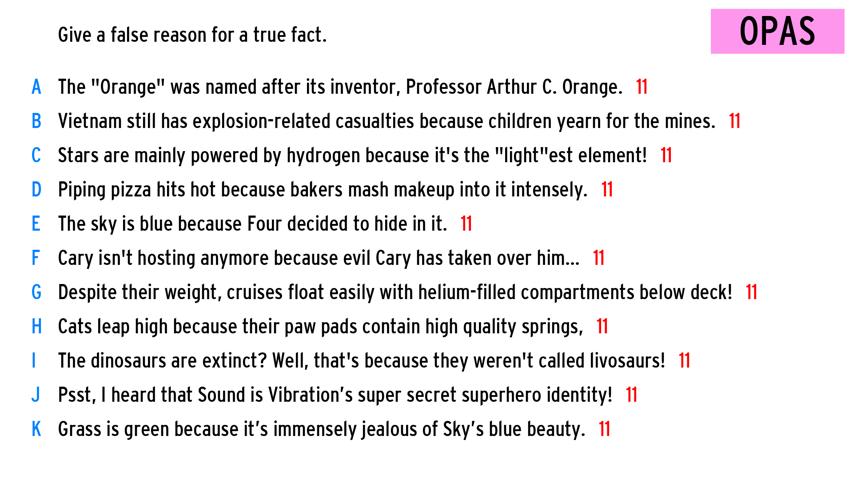 Give a false reason for a true fact.
OPAS
A The "Orange" was named after its inventor, Professor Arthur C. Orange. 11
B Vietnam still has explosion-related casualties because children yearn for the mines. 11
C Stars are mainly powered by hydrogen because it's the "light"est element! 11
D Piping pizza hits hot because bakers mash makeup into it intensely. 11
E The sky is blue because Four decided to hide in it. 11
F Cary isn't hosting anymore because evil Cary has taken over him... 11
G Despite their weight, cruises float easily with helium-filled compartments below deck! 11
H Cats leap high because their paw pads contain high quality springs, 11
I The dinosaurs are extinct? Well, that's because they weren't called livosaurs! 11
J Psst, I heard that Sound is Vibration’s super secret superhero identity! 11
K Grass is green because it’s immensely jealous of Sky’s blue beauty. 11